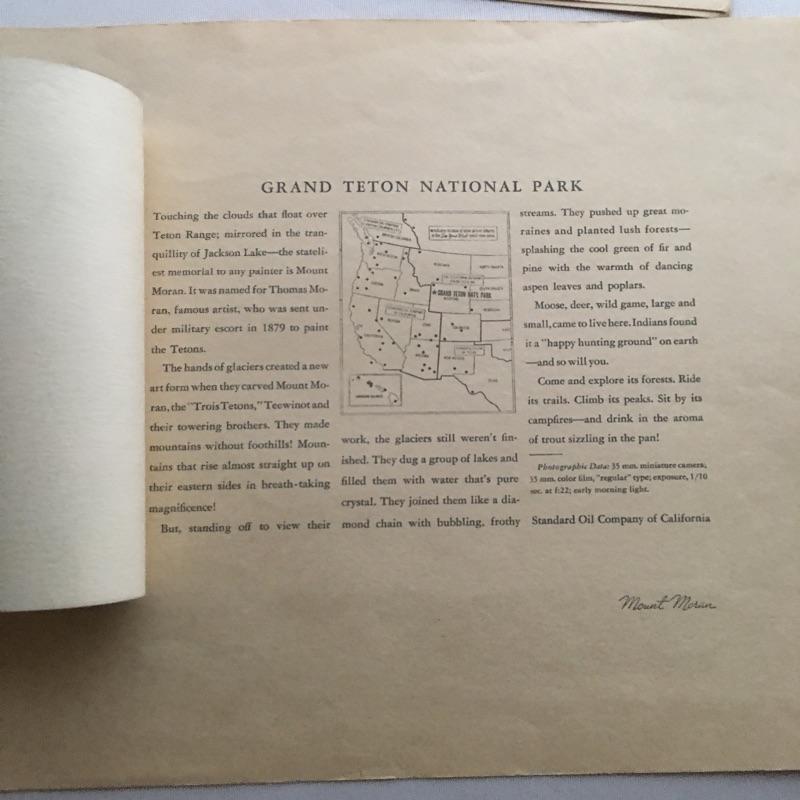 GRAND TETON NATIONAL PARK
Touching the clouds that float over
Teton Range; mirrored in the tran-
quillity of Jackson Lake—the stateli-
est memorial to any painter is Mount
Moran. It was named for Thomas Mo-
ran, famous artist, who was sent un-
der military escort in 1879 to paint
the Tetons.
The hands of glaciers created a new
art form when they carved Mount Mo-
ran, the "Trois Tetons," Teewinot and
their towering brothers. They made
mountains without foothills! Moun-
tains that rise almost straight up on
their eastern sides in breath-taking
magnificence!
But, standing off to view their
GRAND TETON NAT'L PARK
work, the glaciers still weren't fin-
ished. They dug a group of lakes and
filled them with water that's pure
crystal. They joined them like a dia-
mond chain with bubbling, frothy
streams. They pushed up great mo-
raines and planted lush forests—
splashing the cool green of fir and
pine with the warmth of dancing
aspen leaves and poplars.
Moose, deer, wild game, large and
small, came to live here. Indians found
it a "happy hunting ground" on earth
—and so will you.
Come and explore its forests. Ride
its trails. Climb its peaks. Sit by its
campfires—and drink in the aroma
of trout sizzling in the pan!
Photographic Data: 35 mm. miniature camera;
35 mm. color film, "regular" type; exposure, 1/10
sec. at f:22; early morning light.
Standard Oil Company of California
Mount Moran